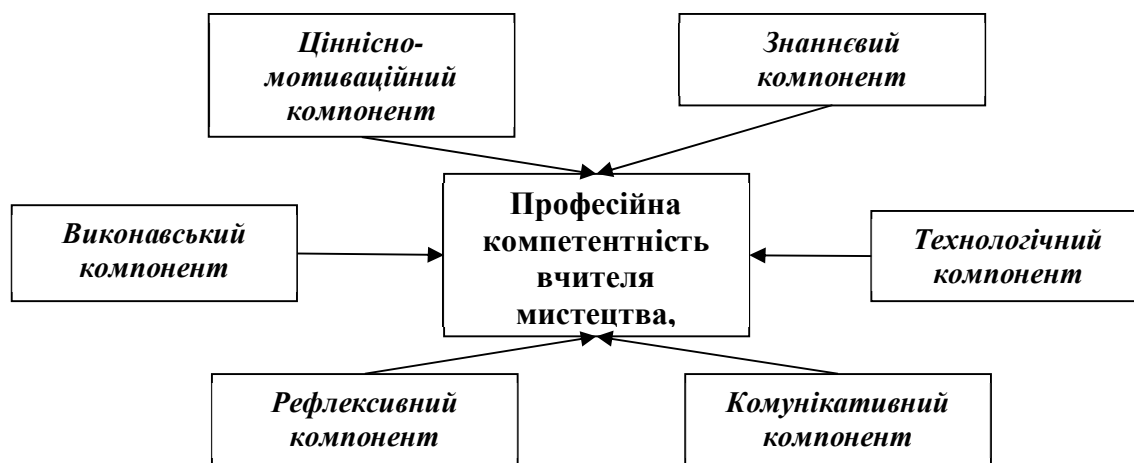 Ціннісно-
мотиваційний
компонент
Знаннєвий
компонент
Професійна
компетентність
вчителя
мистецтва,
Виконавський
компонент
Технологічний
компонент
Рефлексивний
компонент
Комунікативний
компонент